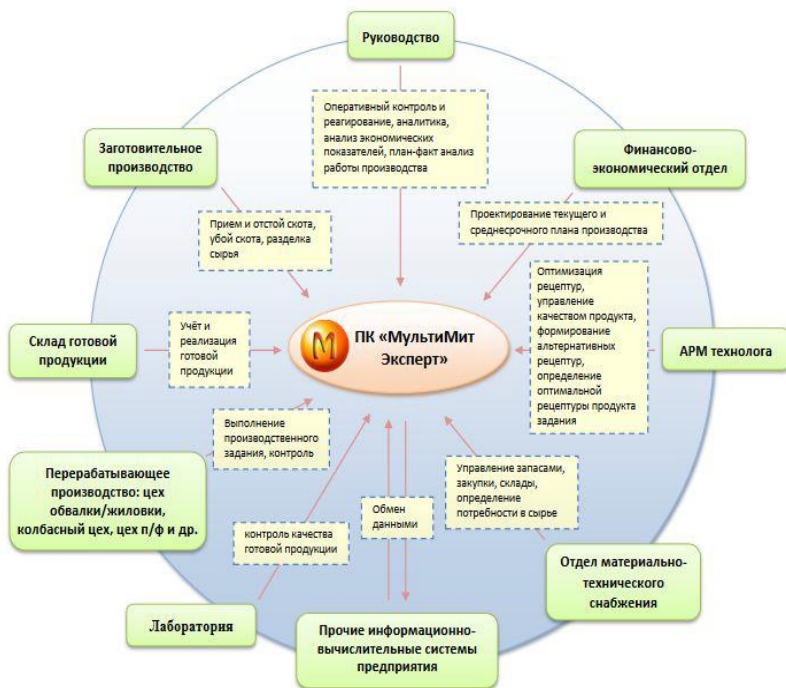 Руководство
Оперативный контроль и
реагирование, аналитика,
анализ экономических
показателей, план-факт анализ
работы производства
Заготовительное
производство
Финансово-
экономический отдел
Прием и отстой скота,
убой скота, разделка
сырья
Проектирование текущего и
среднесрочного плана производства
Оптимизация
рецептур,
управление
качеством продукта,
формирование
альтернативных
рецептур,
определение
оптимальной
рецептуры продукта
задания
Склад готовой
продукции
Учёт и
реализация
готовой
продукции
М
ПК «МультиМит
Эксперт»
АРМ технолога
Выполнение
производственного
задания, контроль
Перерабатывающее
производство: цех
обвалки/жиловки,
колбасный цех, цех п/ф и др.
контроль качества
готовой продукции
Обмен
данными
Управление запасами,
закупки, склады,
определение
потребности в сырье
Отдел материально-
технического
снабжения
Лаборатория
Прочие информационно-
вычислительные системы
предприятия